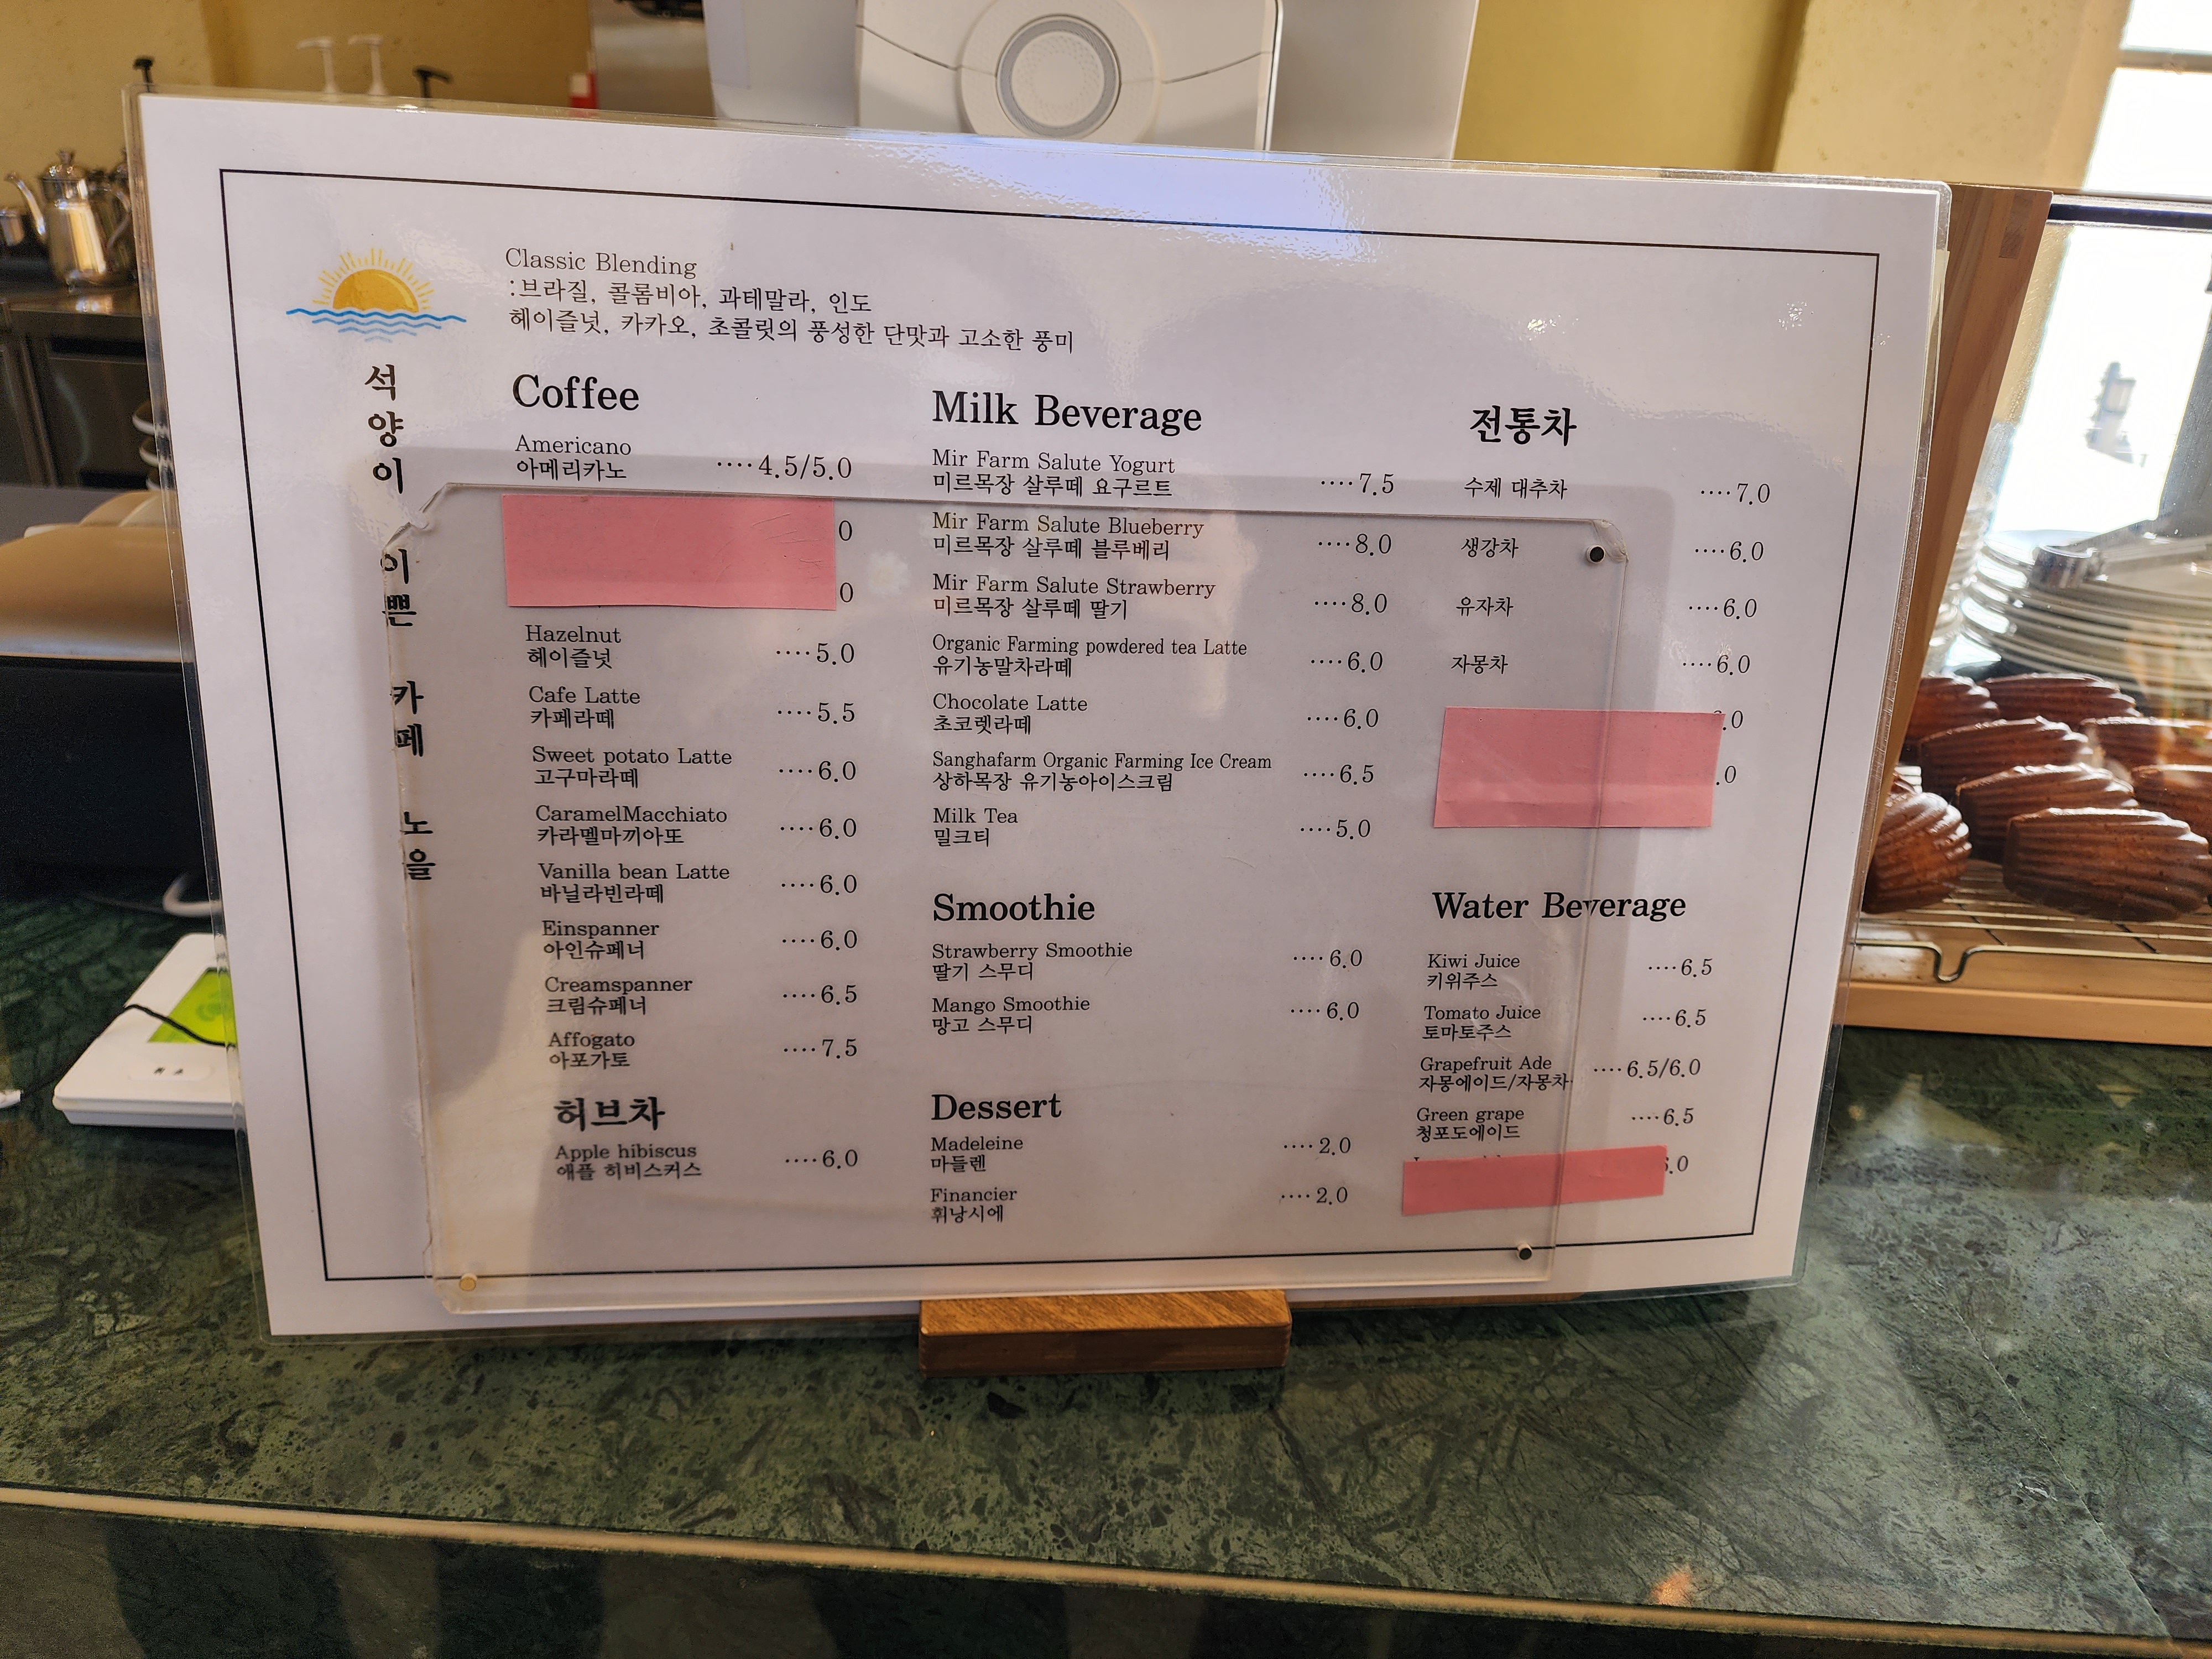 Classic Blending
:브라질, 콜롬비아, 과테말라, 인도
헤이즐넛, 카카오, 초콜릿의 풍성한 단맛과 고소한 풍미
석양이 이쁜 카페 노을
Coffee
Americano
아메리카노 ····4.5/5.0
0
0
Hazelnut
헤이즐넛 ····5.0
Cafe Latte
카페라떼 ····5.5
Sweet potato Latte
고구마라떼 ····6.0
CaramelMacchiato
카라멜마끼아또 ····6.0
Vanilla bean Latte
바닐라빈라떼 ····6.0
Einspanner
아인슈페너 ····6.0
Creamspanner
크림슈페너 ····6.5
Affogato
아포가토 ····7.5
허브차
Apple hibiscus
애플 히비스커스 ····6.0
Milk Beverage
Mir Farm Salute Yogurt
미르목장 살루떼 요구르트 ····7.5
Mir Farm Salute Blueberry
미르목장 살루떼 블루베리 ····8.0
Mir Farm Salute Strawberry
미르목장 살루떼 딸기 ····8.0
Organic Farming powdered tea Latte
유기농말차라떼 ····6.0
Chocolate Latte
초코렛라떼 ····6.0
Sanghafarm Organic Farming Ice Cream
상하목장 유기농아이스크림 ····6.5
Milk Tea
밀크티 ····5.0
Smoothie
Strawberry Smoothie
딸기 스무디 ····6.0
Mango Smoothie
망고 스무디 ····6.0
Dessert
Madeleine
마들렌 ····2.0
Financier
휘낭시에 ····2.0
전통차
수제 대추차 ····7.0
생강차 ····6.0
유자차 ····6.0
자몽차 ····6.0
.0
.0
Water Beverage
Kiwi Juice
키위주스 ····6.5
Tomato Juice
토마토주스 ····6.5
Grapefruit Ade
자몽에이드/자몽차 ····6.5/6.0
Green grape
청포도에이드 ····6.5
6.0